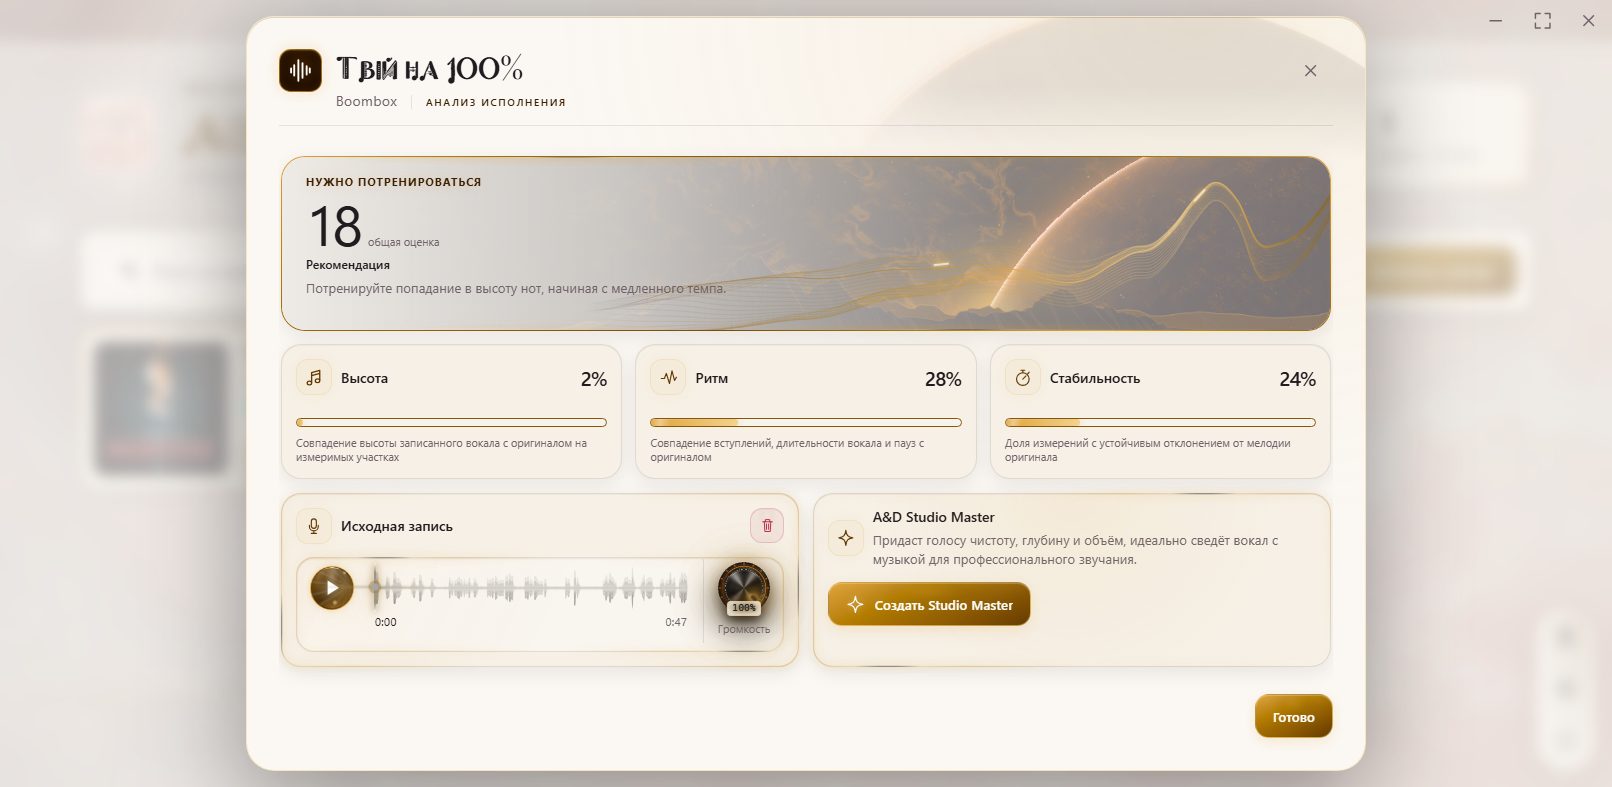 Твій на 100%
Boombox
АНАЛИЗ ИСПОЛНЕНИЯ
НУЖНО ПОТРЕНИРОВАТЬСЯ
18 общая оценка
Рекомендация
Потренируйте попадание в высоту нот, начиная с медленного темпа.
Высота
2%
Совпадение высоты записанного вокала с оригиналом на
измеримых участках
Ритм
28%
Совпадение вступлений, длительности вокала и пауз с
оригиналом
Стабильность
24%
Доля измерений с устойчивым отклонением от мелодии
оригинала
Исходная запись
0:00
0:47
100%
Громкость
A&D Studio Master
Придаст голосу чистоту, глубину и объём, идеально сведёт вокал с
музыкой для профессионального звучания.
Создать Studio Master
Готово